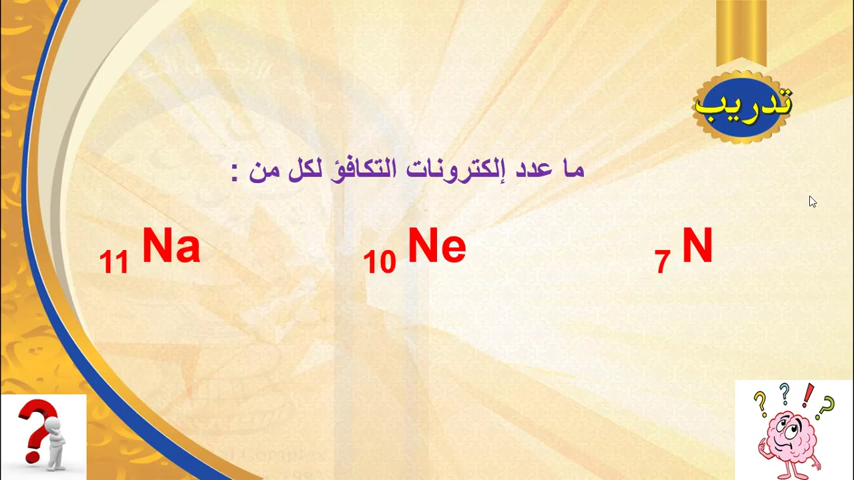 تدريب
ما عدد إلكترونات التكافؤ لكل من :
7 N
10 Ne
11 Na